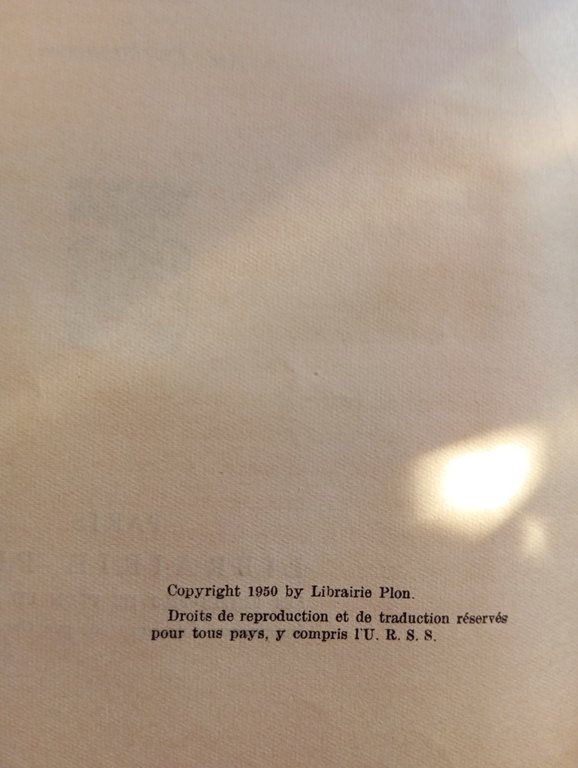 Copyright 1950 by Librairie Plon.
Droits de reproduction et de traduction réservés
pour tous pays, y compris l'U. R. S. S.